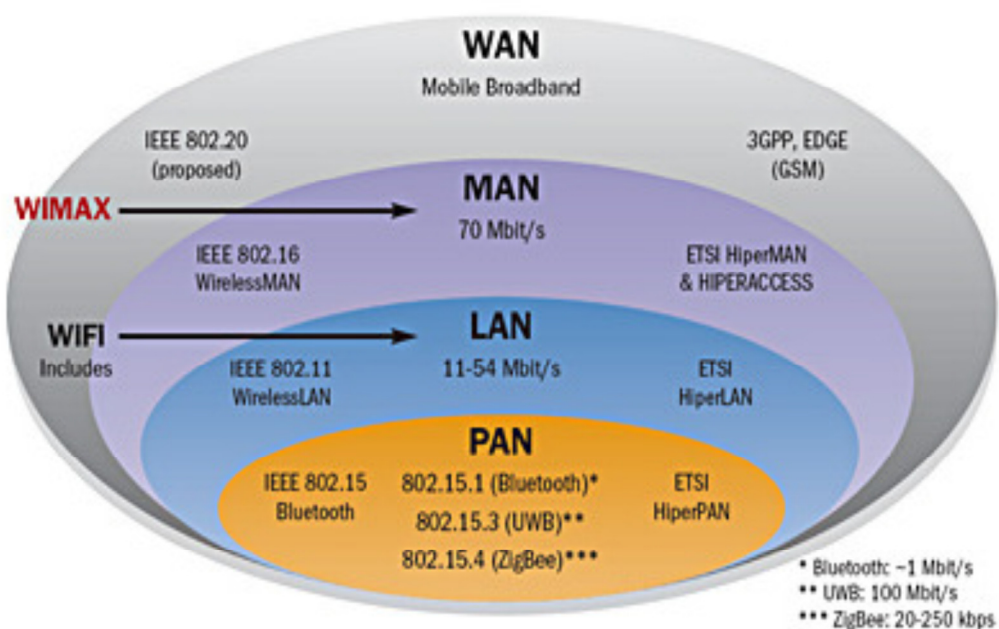 WAN
Mobile Broadband
IEEE 802.20
(proposed)
3GPP, EDGE
(GSM)
WIMAX
MAN
70 Mbit/s
IEEE 802.16
WirelessMAN
ETSI HiperMAN
& HIPERACCESS
WIFI
Includes
LAN
11-54 Mbit/s
IEEE 802.11
WirelessLAN
ETSI
HiperLAN
PAN
IEEE 802.15
Bluetooth
802.15.1 (Bluetooth)*
802.15.3 (UWB)**
802.15.4 (ZigBee)***
ETSI
HiperPAN
* Bluetooth: ~1 Mbit/s
** UWB: 100 Mbit/s
*** ZigBee: 20-250 kbps